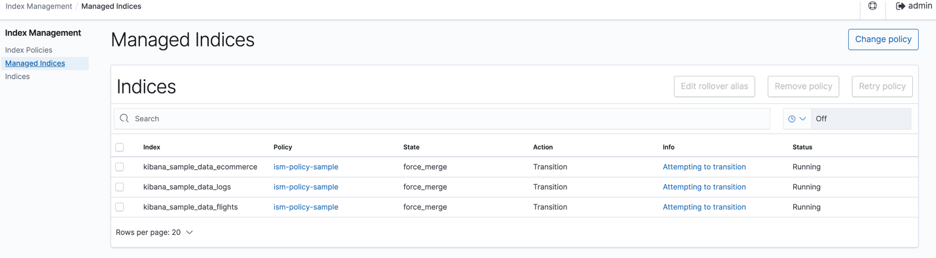 Index Management / Managed Indices
admin
Index Management
Index Policies
Managed Indices
Indices
Managed Indices
Change policy
Indices
Edit rollover alias
Remove policy
Retry policy
Search
Off
Index Policy State Action Info Status
kibana_sample_data_ecommerce ism-policy-sample force_merge Transition Attempting to transition Running
kibana_sample_data_logs ism-policy-sample force_merge Transition Attempting to transition Running
kibana_sample_data_flights ism-policy-sample force_merge Transition Attempting to transition Running
Rows per page: 20